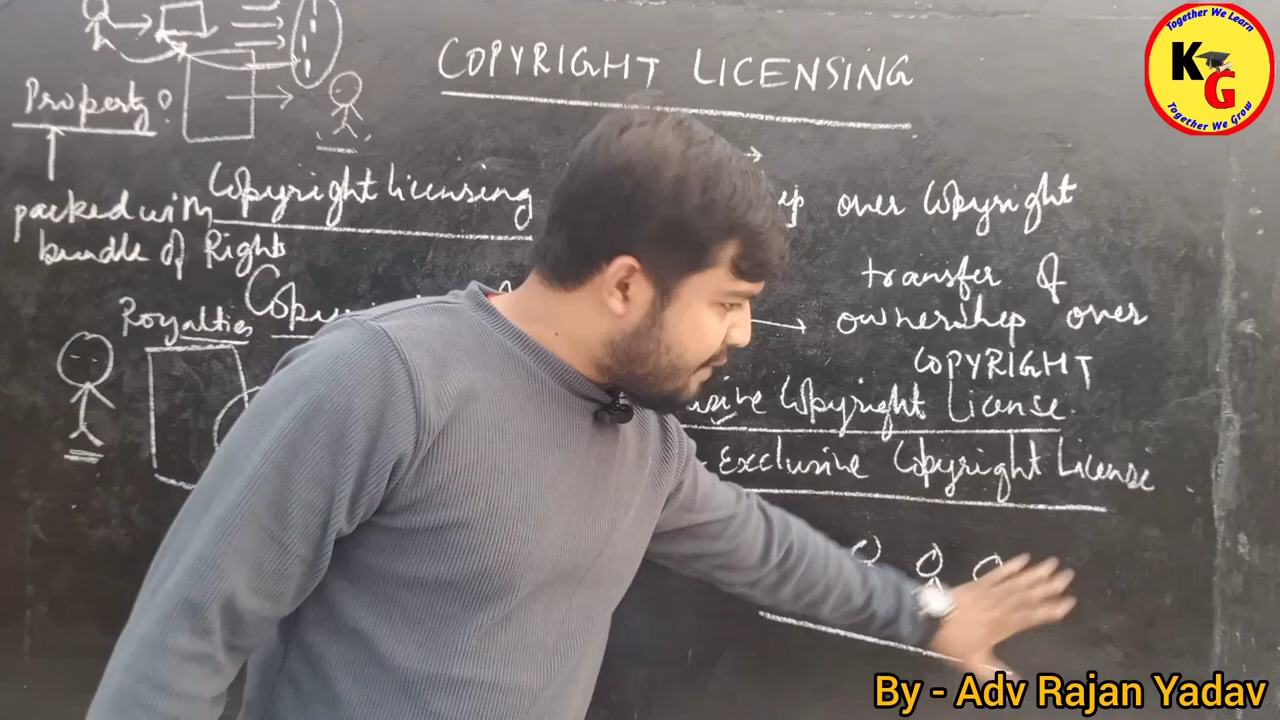 COPYRIGHT LICENSING
Property?
packed with
bundle of Rights
Copyright Licensing
over Copyright
transfer of
ownership over
COPYRIGHT
Royalties
Copyright License
Exclusive Copyright License
Together We Learn
KG
Together We Grow
By - Adv Rajan Yadav